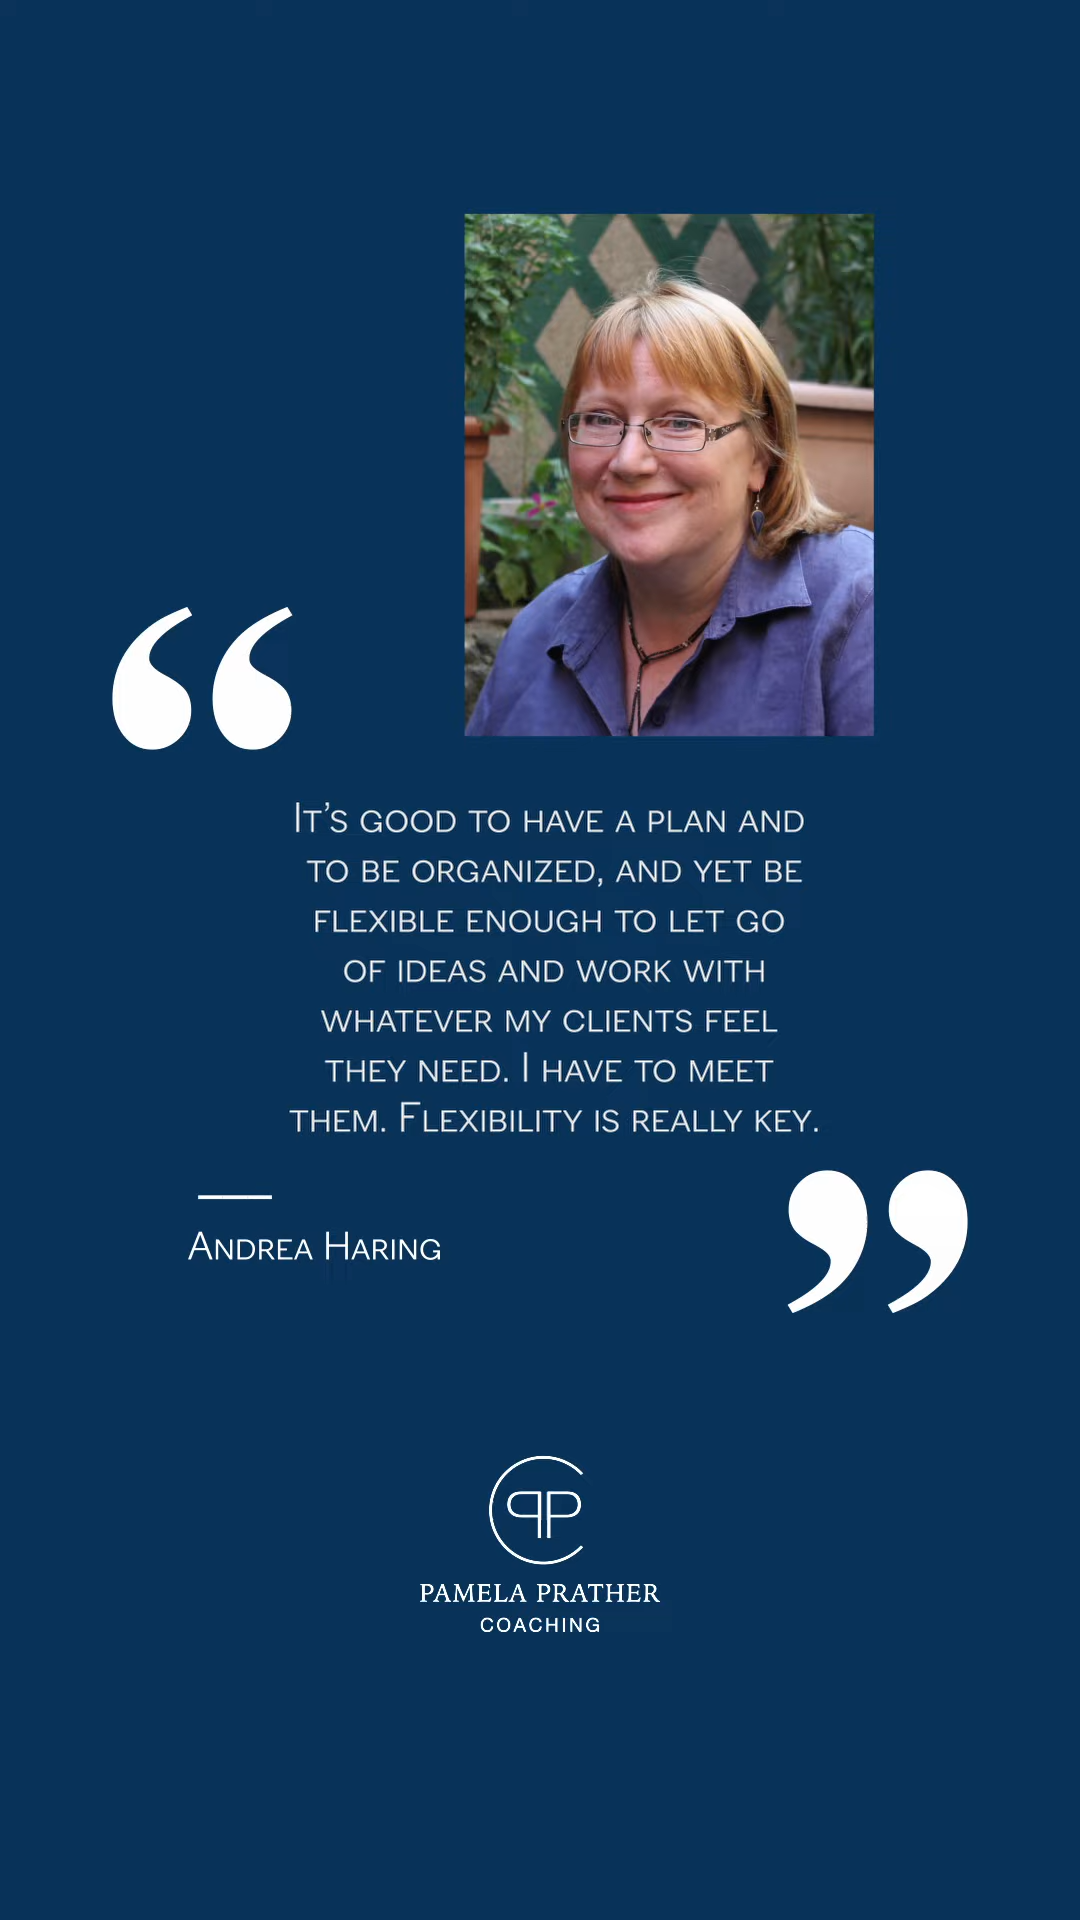 “
It’s good to have a plan and
to be organized, and yet be
flexible enough to let go
of ideas and work with
whatever my clients feel
they need. I have to meet
them. Flexibility is really key.
”
Andrea Haring
PP
PAMELA PRATHER
COACHING